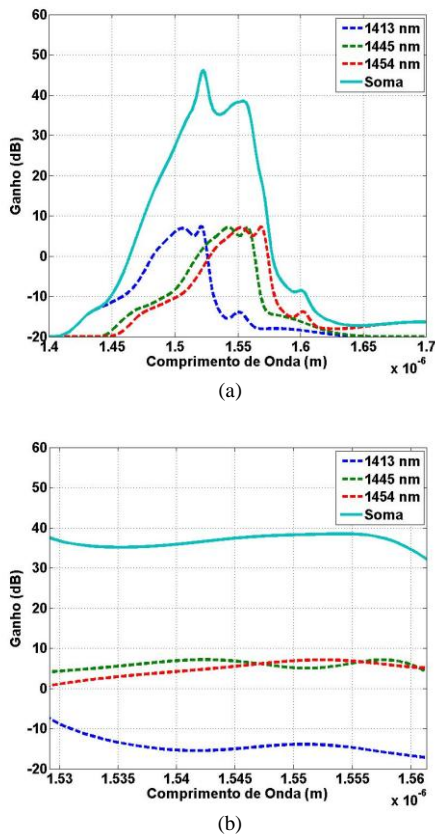 60
50
40
30
20
10
0
-10
-20
Ganho (dB)
1413 nm
1445 nm
1454 nm
Soma
1.4 1.45 1.5 1.55 1.6 1.65 1.7
Comprimento de Onda (m)
x 10⁻⁶
(a)
60
50
40
30
20
10
0
-10
-20
Ganho (dB)
1413 nm
1445 nm
1454 nm
Soma
1.53 1.535 1.54 1.545 1.55 1.555 1.56
Comprimento de Onda (m)
x 10⁻⁶
(b)